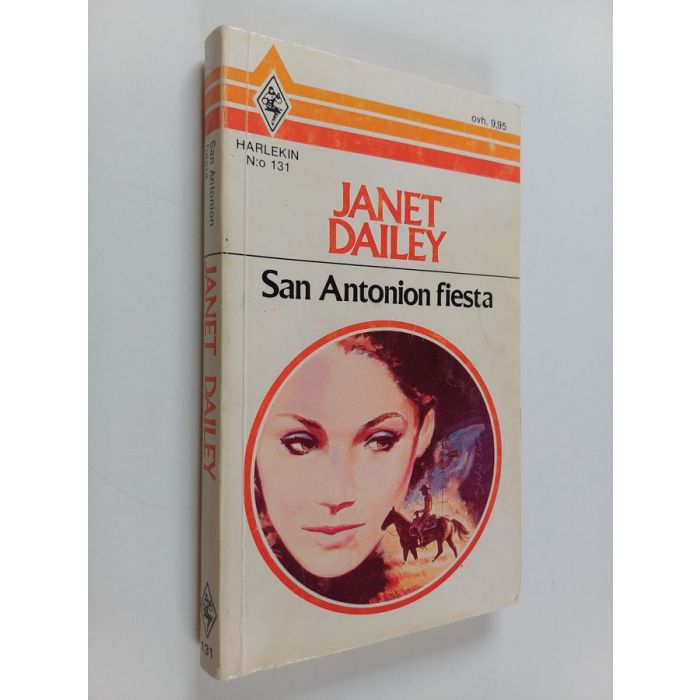 ovh. 9,95
HARLEKIN
N:o 131
JANET
DAILEY
San Antonion fiesta
San Antonion
fiesta
JANET DAILEY
131